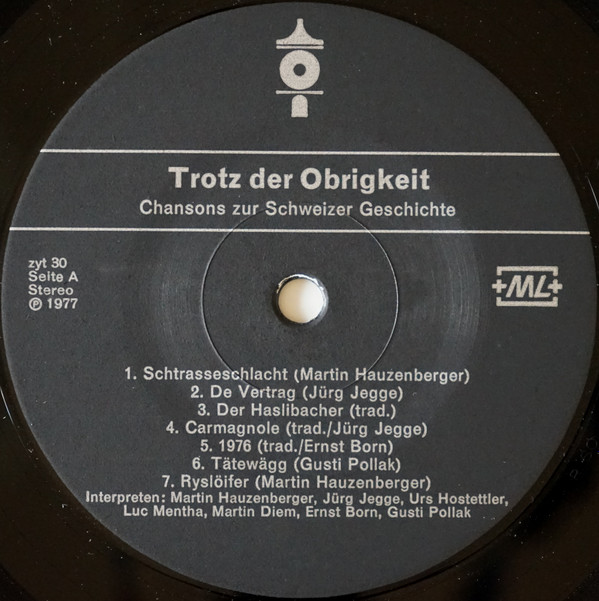 Trotz der Obrigkeit
Chansons zur Schweizer Geschichte
zyt 30
Seite A
Stereo
℗ 1977
+ML+
1. Schtrasseschlacht (Martin Hauzenberger)
2. De Vertrag (Jürg Jegge)
3. Der Haslibacher (trad.)
4. Carmagnole (trad./Jürg Jegge)
5. 1976 (trad./Ernst Born)
6. Tätewägg (Gusti Pollak)
7. Ryslöifer (Martin Hauzenberger)
Interpreten: Martin Hauzenberger, Jürg Jegge, Urs Hostettler,
Luc Mentha, Martin Diem, Ernst Born, Gusti Pollak